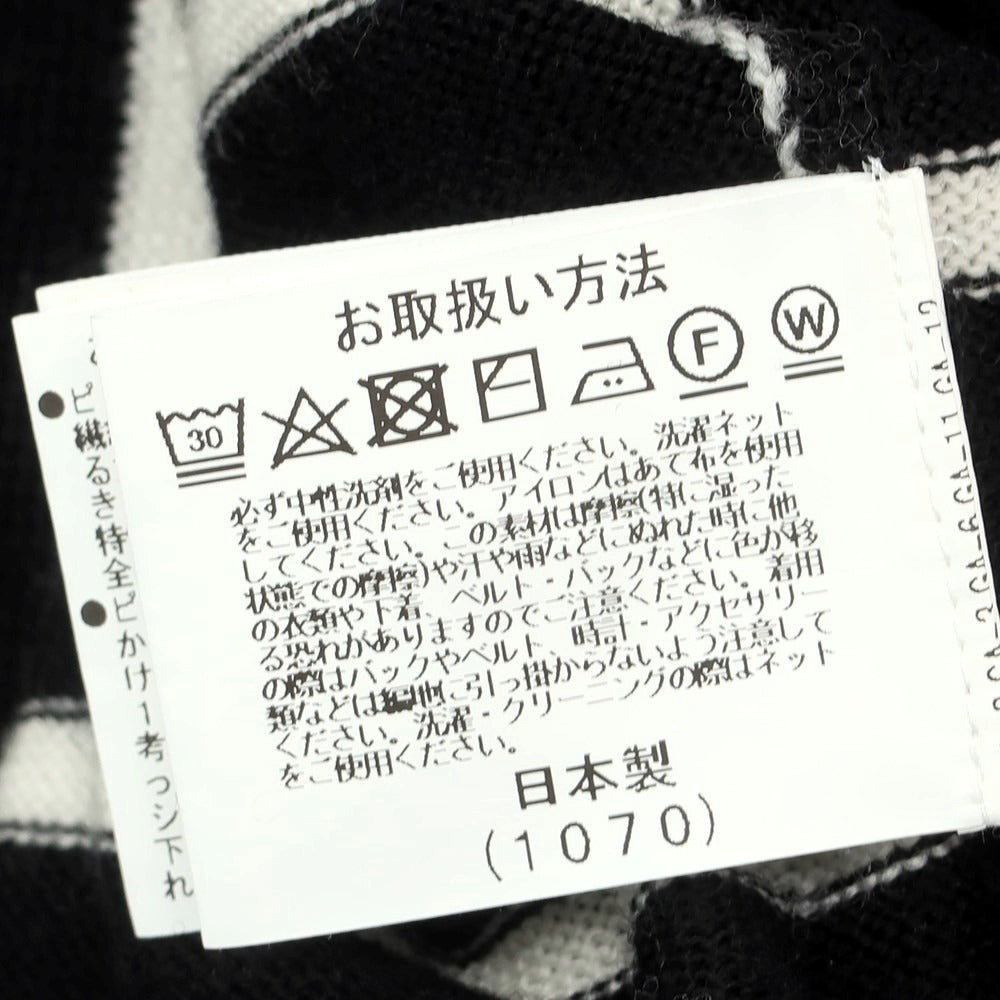 お取扱い方法
30 F W
必ず中性洗剤をご使用ください。洗濯ネット
をご使用ください。アイロンはあて布を使用
してください。この素材は摩擦(特に湿った
状態での摩擦)や汗や雨などにぬれた時に他
の衣類や下着、ベルト・バックなどに色が移
る恐れがありますのでご注意ください。着用
の際はバックやベルト、時計・アクセサリー
類などは編地に引っ掛からないよう注意して
ください。洗濯・クリーニングの際はネット
をご使用ください。
日本製
(1070)